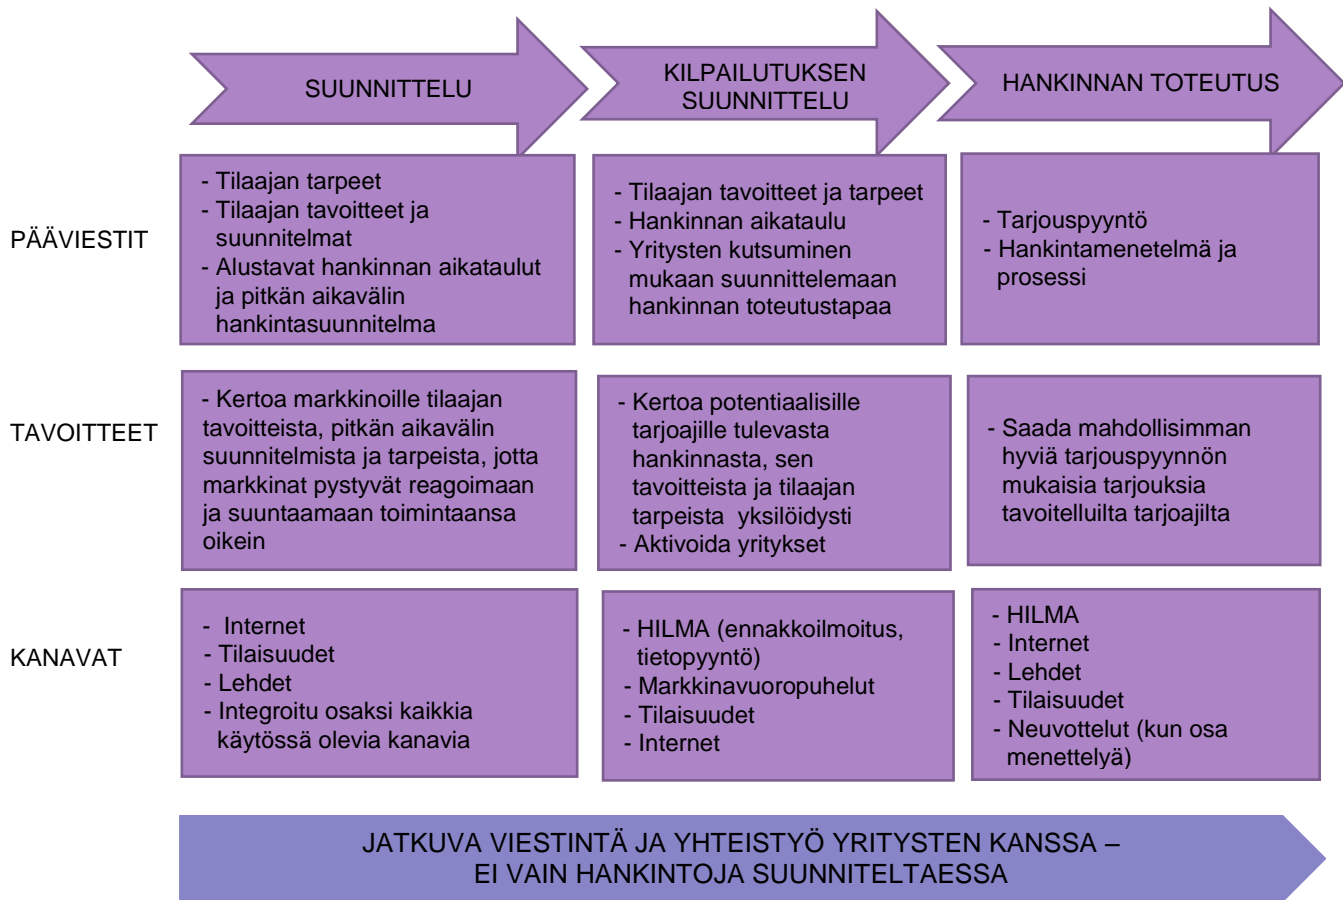 SUUNNITTELU
KILPAILUTUKSEN
SUUNNITTELU
HANKINNAN TOTEUTUS
PÄÄVIESTIT
- Tilaajan tarpeet
- Tilaajan tavoitteet ja
suunnitelmat
- Alustavat hankinnan aikataulut
ja pitkän aikavälin
hankintasuunnitelma
- Tilaajan tavoitteet ja tarpeet
- Hankinnan aikataulu
- Yritysten kutsuminen
mukaan suunnittelemaan
hankinnan toteutustapaa
- Tarjouspyyntö
- Hankintamenetelmä ja
prosessi
TAVOITTEET
- Kertoa markkinoille tilaajan
tavoitteista, pitkän aikavälin
suunnitelmista ja tarpeista, jotta
markkinat pystyvät reagoimaan
ja suuntaamaan toimintaansa
oikein
- Kertoa potentiaalisille
tarjoajille tulevasta
hankinnasta, sen
tavoitteista ja tilaajan
tarpeista yksilöidysti
- Aktivoida yritykset
- Saada mahdollisimman
hyviä tarjouspyynnön
mukaisia tarjouksia
tavoitelluilta tarjoajilta
KANAVAT
- Internet
- Tilaisuudet
- Lehdet
- Integroitu osaksi kaikkia
käytössä olevia kanavia
- HILMA (ennakkoilmoitus,
tietopyyntö)
- Markkinavuoropuhelut
- Tilaisuudet
- Internet
- HILMA
- Internet
- Lehdet
- Tilaisuudet
- Neuvottelut (kun osa
menettelyä)
JATKUVA VIESTINTÄ JA YHTEISTYÖ YRITYSTEN KANSSA –
EI VAIN HANKINTOJA SUUNNITELTAESSA